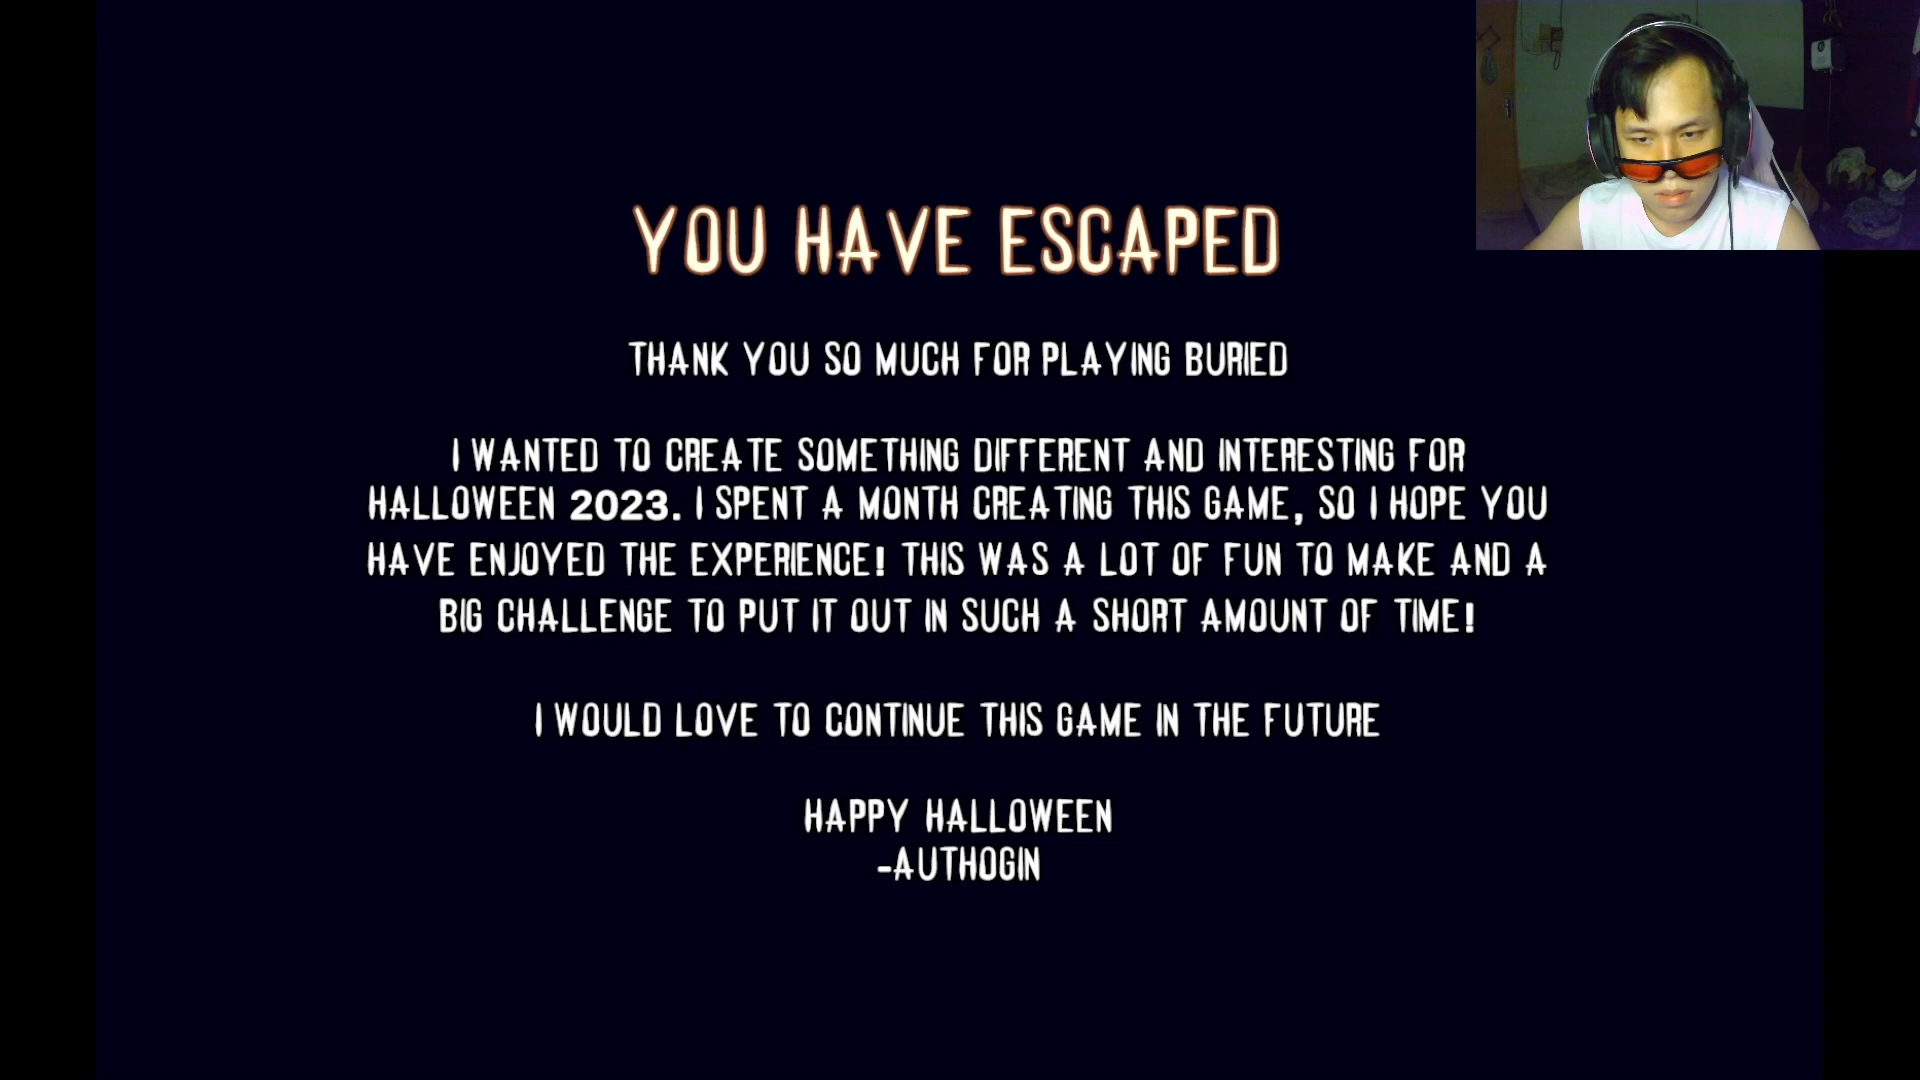 YOU HAVE ESCAPED
THANK YOU SO MUCH FOR PLAYING BURIED
I WANTED TO CREATE SOMETHING DIFFERENT AND INTERESTING FOR
HALLOWEEN 2023. I SPENT A MONTH CREATING THIS GAME, SO I HOPE YOU
HAVE ENJOYED THE EXPERIENCE! THIS WAS A LOT OF FUN TO MAKE AND A
BIG CHALLENGE TO PUT IT OUT IN SUCH A SHORT AMOUNT OF TIME!
I WOULD LOVE TO CONTINUE THIS GAME IN THE FUTURE
HAPPY HALLOWEEN
-AUTHOGIN